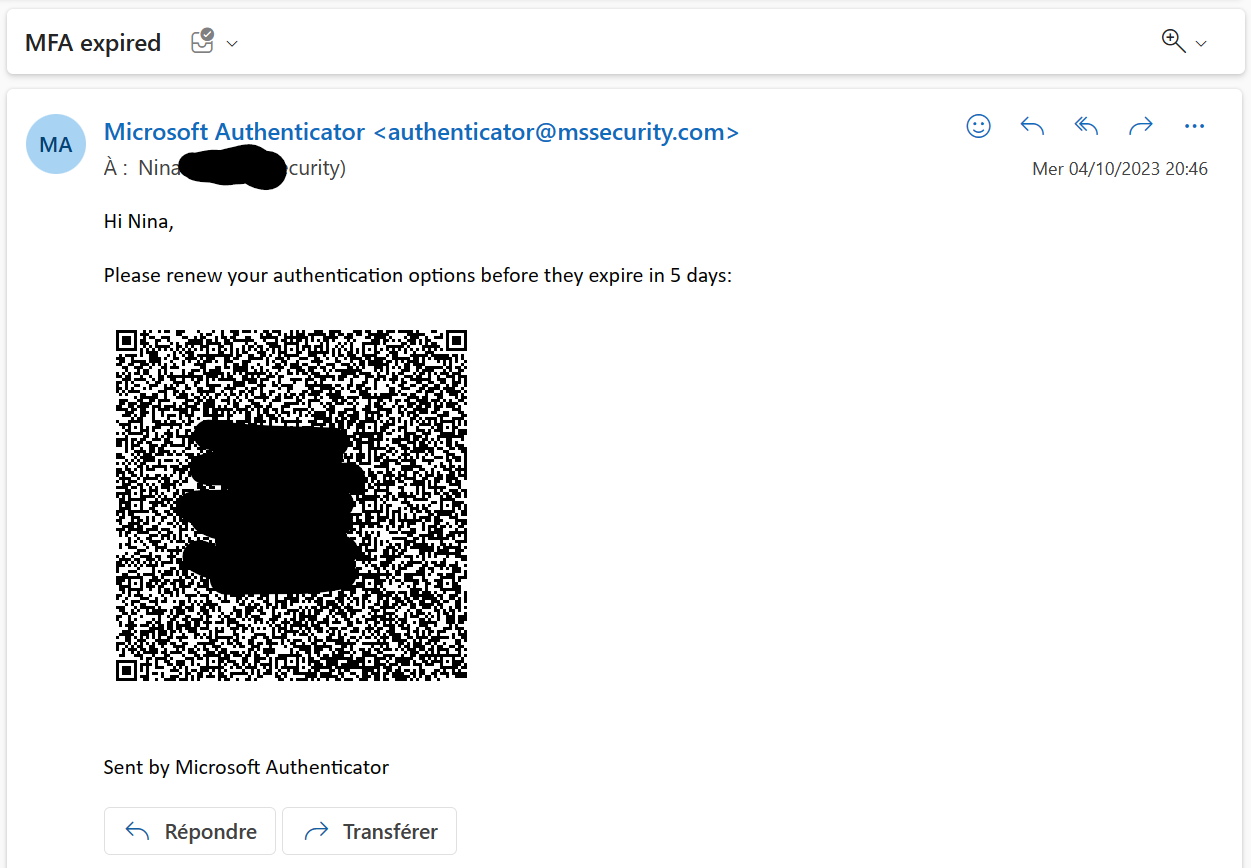 MFA expired
MA
Microsoft Authenticator <authenticator@mssecurity.com>
À : Nina curity)
Mer 04/10/2023 20:46
Hi Nina,
Please renew your authentication options before they expire in 5 days:
Sent by Microsoft Authenticator
Répondre
Transférer